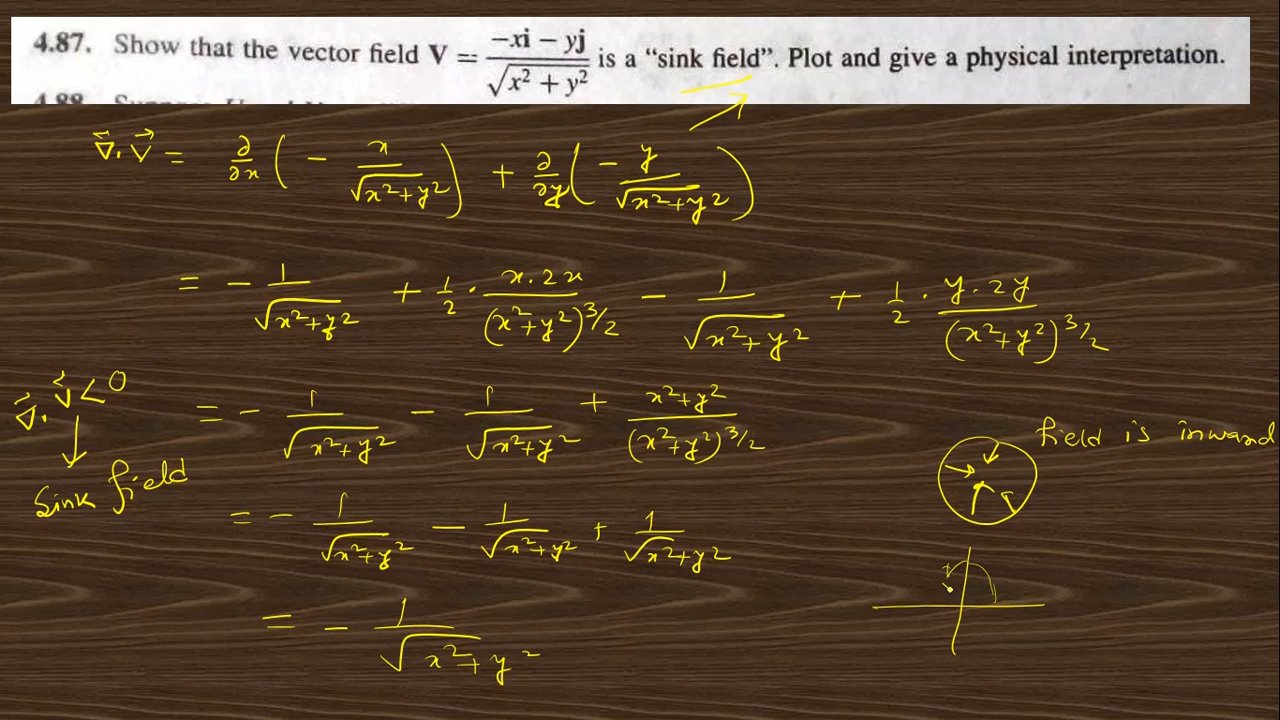 4.87. Show that the vector field V = (−xi − yj)/√(x² + y²) is a “sink field”. Plot and give a physical interpretation.
4.88.
∇⃗.V⃗ = ∂/∂x ( − x/√(x²+y²) ) + ∂/∂y ( − y/√(x²+y²) )
= − 1/√(x²+y²) + 1/2 · x.2x/(x²+y²)^3/2 − 1/√(x²+y²) + 1/2 · y.2y/(x²+y²)^3/2
∇⃗.V⃗ < 0
↓
Sink field
= − 1/√(x²+y²) − 1/√(x²+y²) + (x²+y²)/(x²+y²)^3/2
field is inward
= − 1/√(x²+y²) − 1/√(x²+y²) + 1/√(x²+y²)
= − 1/√(x²+y²)